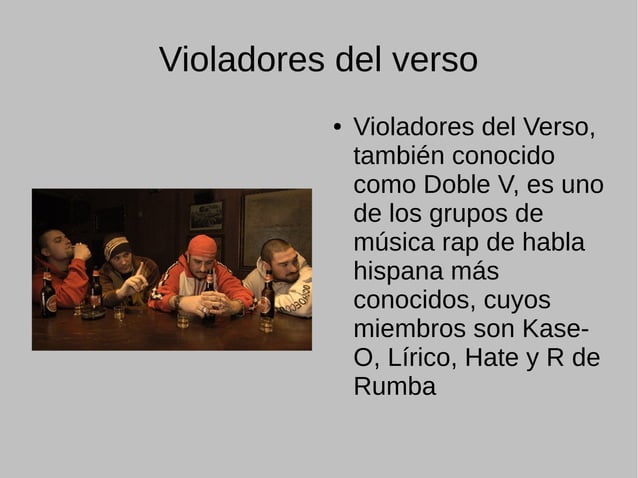 Violadores del verso
● Violadores del Verso,
también conocido
como Doble V, es uno
de los grupos de
música rap de habla
hispana más
conocidos, cuyos
miembros son Kase-
O, Lírico, Hate y R de
Rumba